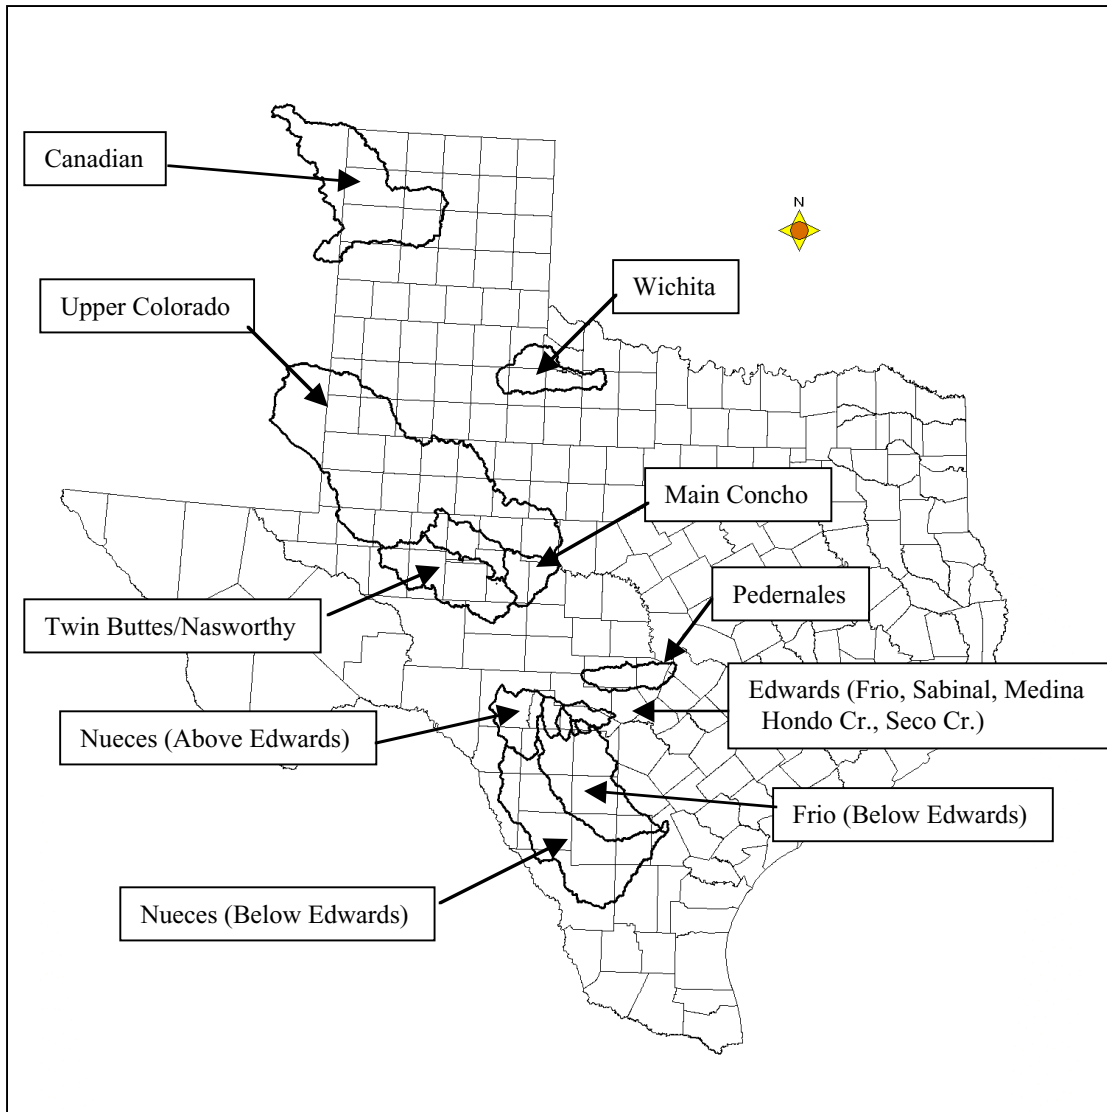 Canadian
N
Wichita
Upper Colorado
Main Concho
Pedernales
Twin Buttes/Nasworthy
Edwards (Frio, Sabinal, Medina
Hondo Cr., Seco Cr.)
Nueces (Above Edwards)
Frio (Below Edwards)
Nueces (Below Edwards)